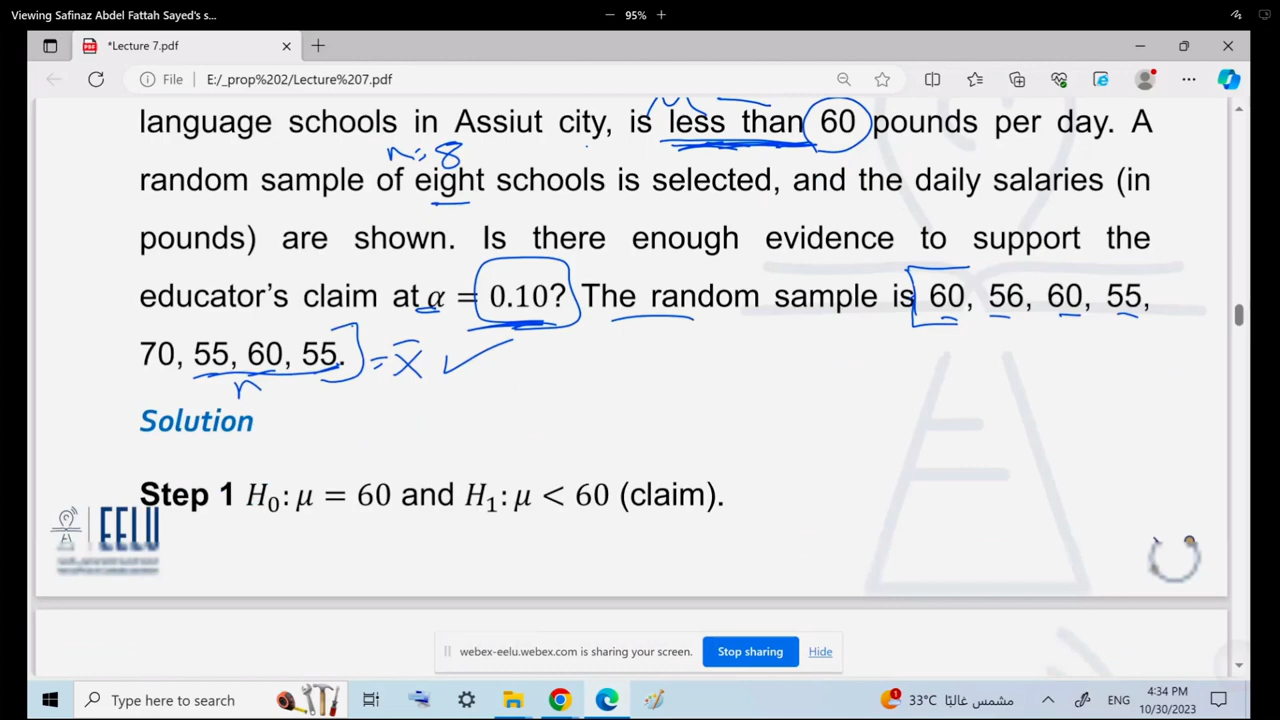 Viewing Safinaz Abdel Fattah Sayed's s...
95%
*Lecture 7.pdf
File E:/_prop%202/Lecture%207.pdf
language schools in Assiut city, is less than 60 pounds per day. A
n=8
random sample of eight schools is selected, and the daily salaries (in
pounds) are shown. Is there enough evidence to support the
educator's claim at α = 0.10? The random sample is 60, 56, 60, 55,
70, 55, 60, 55. = x̄
n
Solution
Step 1 H₀: μ = 60 and H₁: μ < 60 (claim).
EELU
webex-eelu.webex.com is sharing your screen. Stop sharing Hide
Type here to search
33°C مشمس غالبًا ENG 4:34 PM
10/30/2023